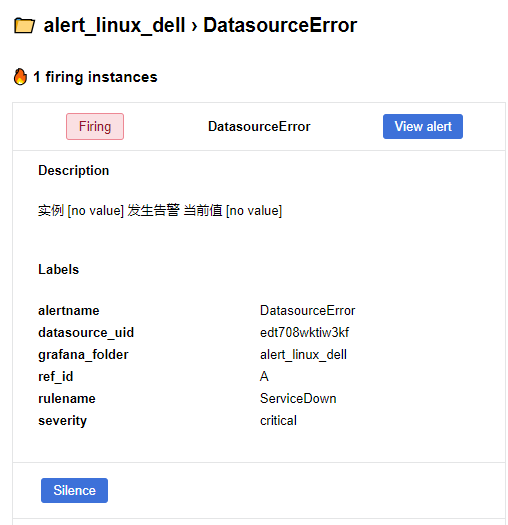 alert_linux_dell › DatasourceError
1 firing instances
Firing DatasourceError View alert
Description
实例 [no value] 发生告警 当前值 [no value]
Labels
alertname DatasourceError
datasource_uid edt708wktiw3kf
grafana_folder alert_linux_dell
ref_id A
rulename ServiceDown
severity critical
Silence